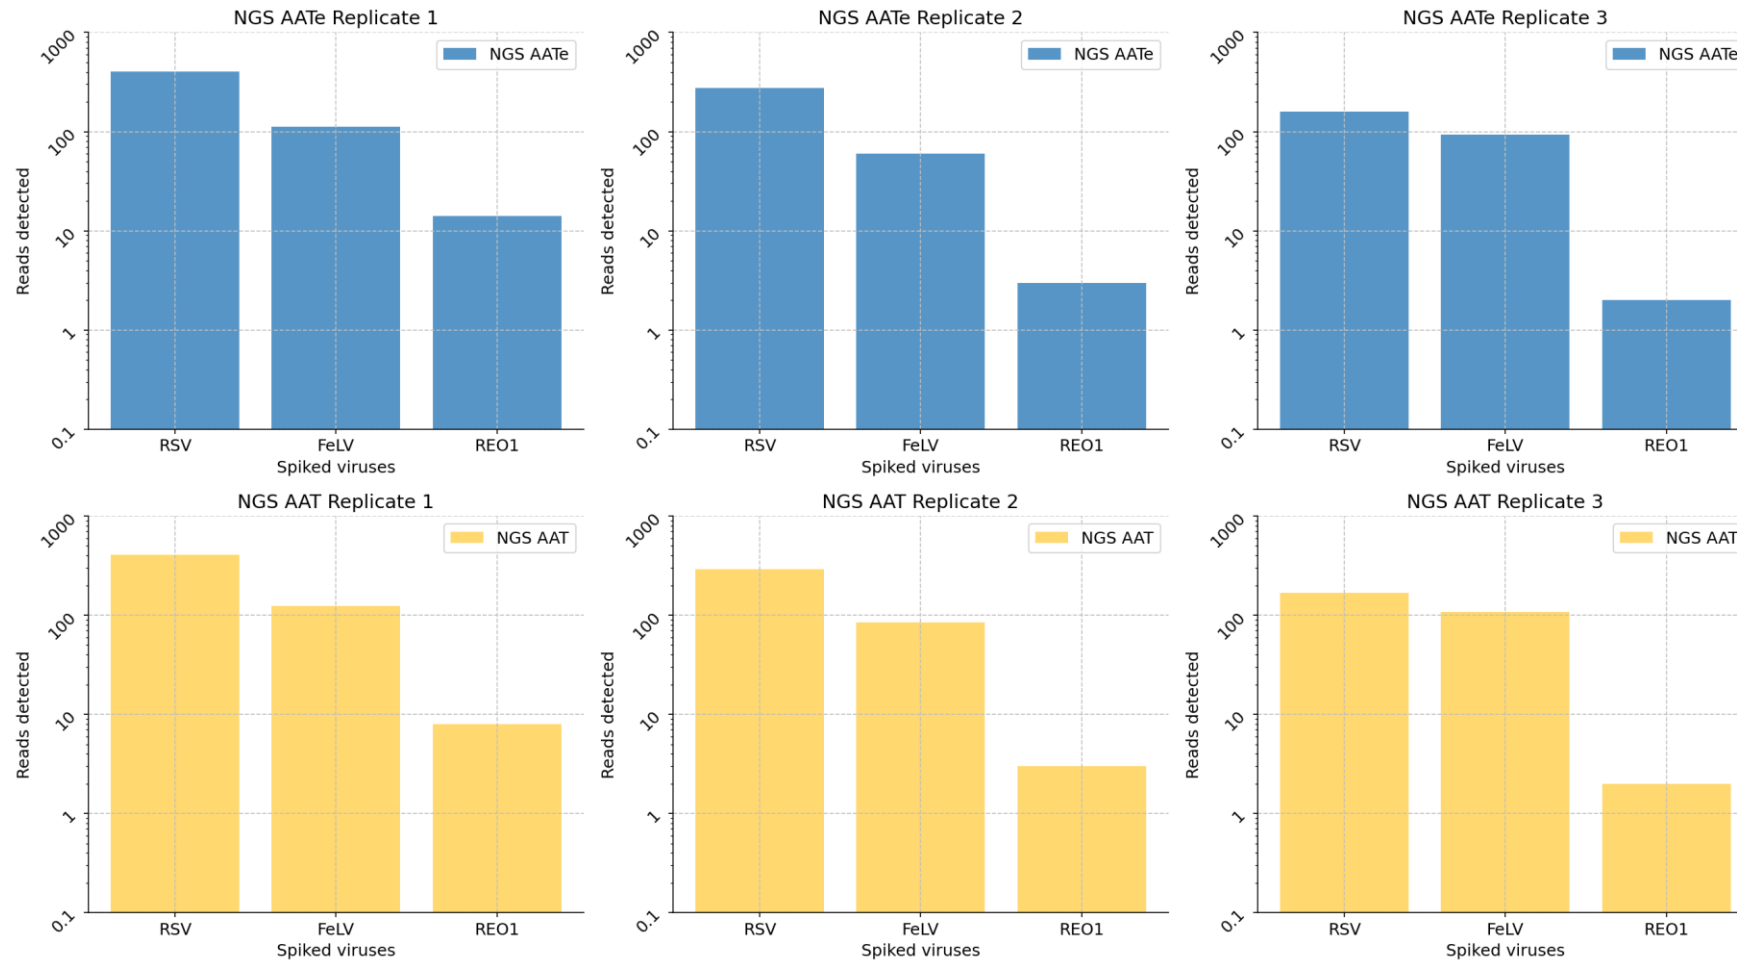 NGS AATe Replicate 1
NGS AATe
1000
100
10
1
0.1
Reads detected
RSV FeLV REO1
Spiked viruses
NGS AATe Replicate 2
NGS AATe
1000
100
10
1
0.1
Reads detected
RSV FeLV REO1
Spiked viruses
NGS AATe Replicate 3
NGS AATe
1000
100
10
1
0.1
Reads detected
RSV FeLV REO1
Spiked viruses
NGS AAT Replicate 1
NGS AAT
1000
100
10
1
0.1
Reads detected
RSV FeLV REO1
Spiked viruses
NGS AAT Replicate 2
NGS AAT
1000
100
10
1
0.1
Reads detected
RSV FeLV REO1
Spiked viruses
NGS AAT Replicate 3
NGS AAT
1000
100
10
1
0.1
Reads detected
RSV FeLV REO1
Spiked viruses